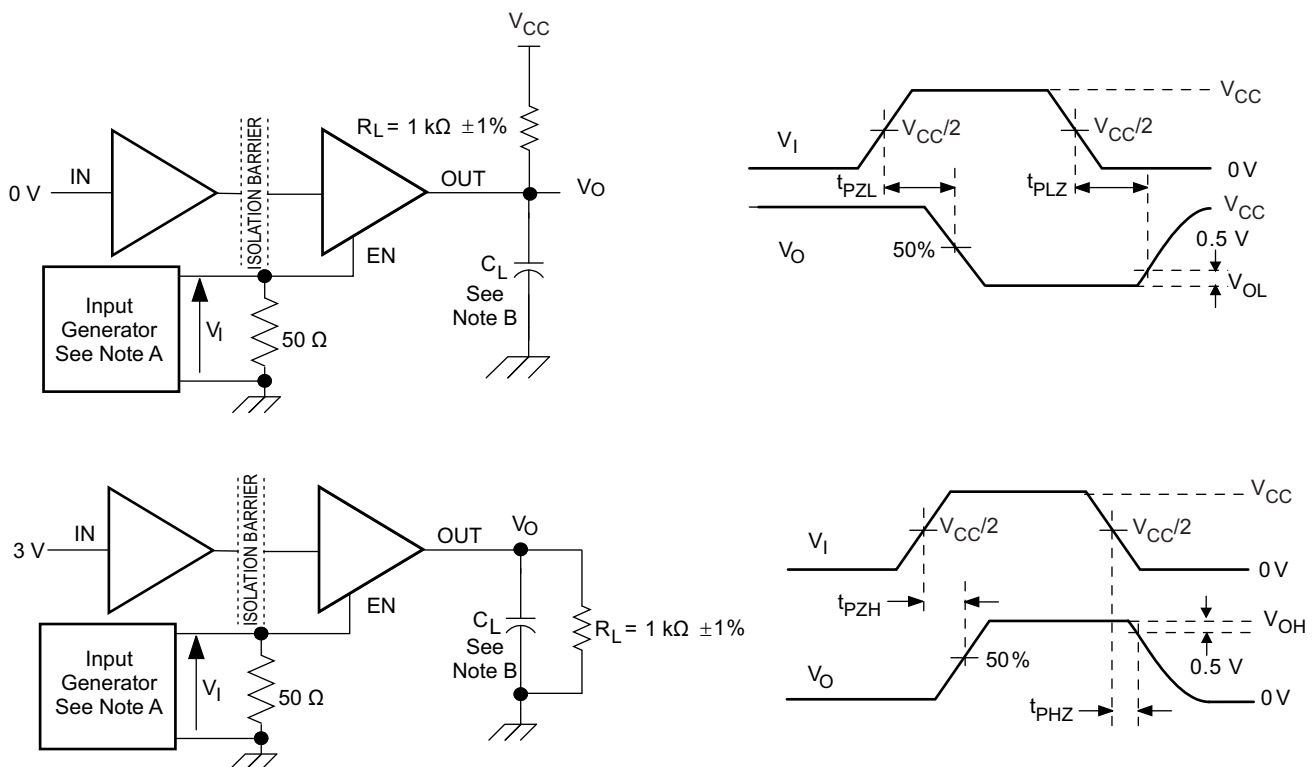 VCC
RL = 1 kΩ ±1%
ISOLATION BARRIER
IN
0 V
OUT
VO
EN
CL
See
Note B
Input
Generator
See Note A
VI
50 Ω
VCC
VCC/2
VCC/2
VI
0 V
tPZL
tPLZ
VCC
0.5 V
VO
50%
VOL
ISOLATION BARRIER
IN
3 V
OUT
VO
EN
CL
See
Note B
RL = 1 kΩ ±1%
Input
Generator
See Note A
VI
50 Ω
VCC
VCC/2
VCC/2
VI
0 V
tPZH
VOH
0.5 V
50%
VO
0 V
tPHZ